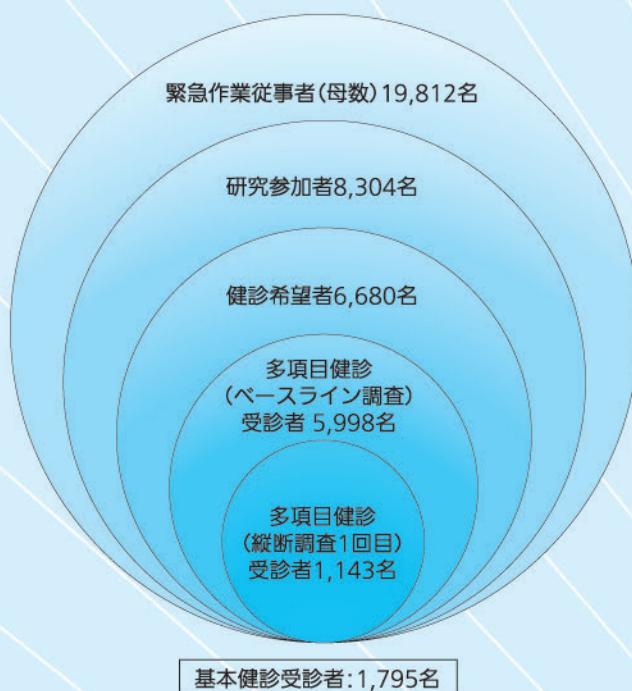 緊急作業従事者(母数)19,812名
研究参加者8,304名
健診希望者6,680名
多項目健診
(ベースライン調査)
受診者 5,998名
多項目健診
(縦断調査1回目)
受診者1,143名
基本健診受診者:1,795名